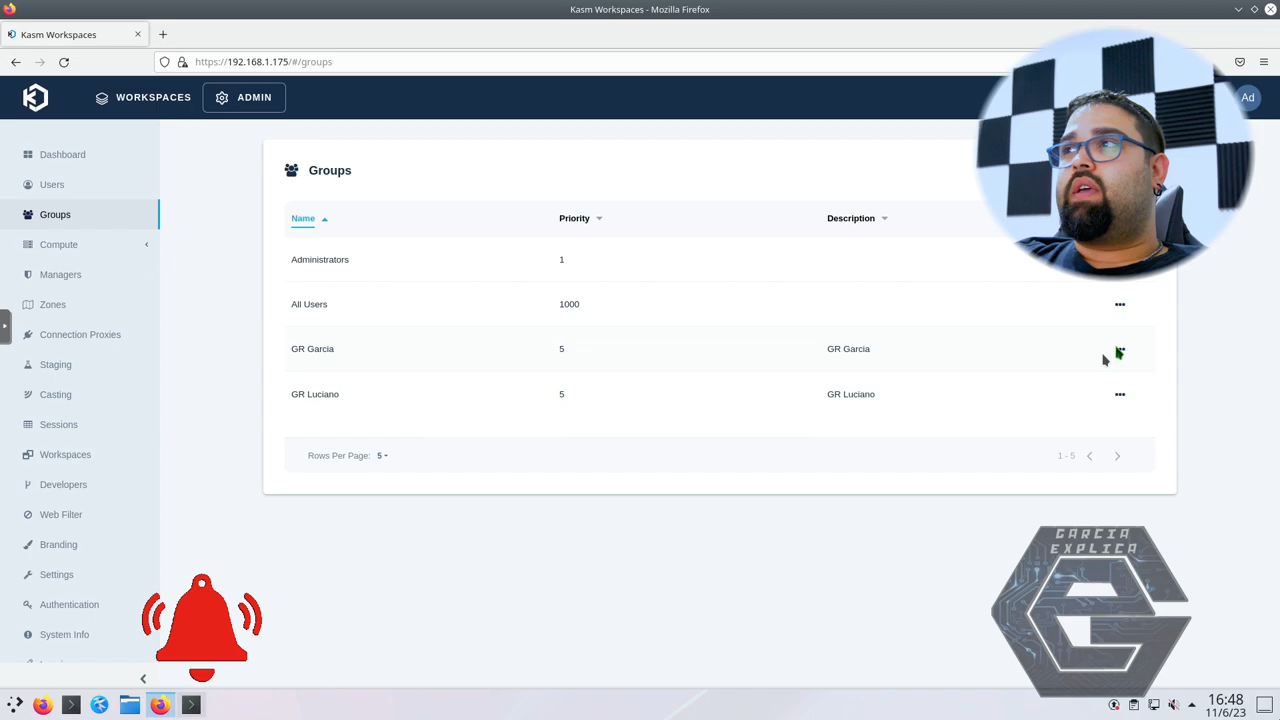 Kasm Workspaces - Mozilla Firefox
Kasm Workspaces
https://192.168.1.175/#/groups
WORKSPACES
ADMIN
Ad
Dashboard
Users
Groups
Compute
Managers
Zones
Connection Proxies
Staging
Casting
Sessions
Workspaces
Developers
Web Filter
Branding
Settings
Authentication
System Info
Groups
Name Priority Description
Administrators 1
All Users 1000
GR Garcia 5 GR Garcia
GR Luciano 5 GR Luciano
Rows Per Page: 5
1 - 5
GARCIA
EXPLICA
16:48
11/6/23